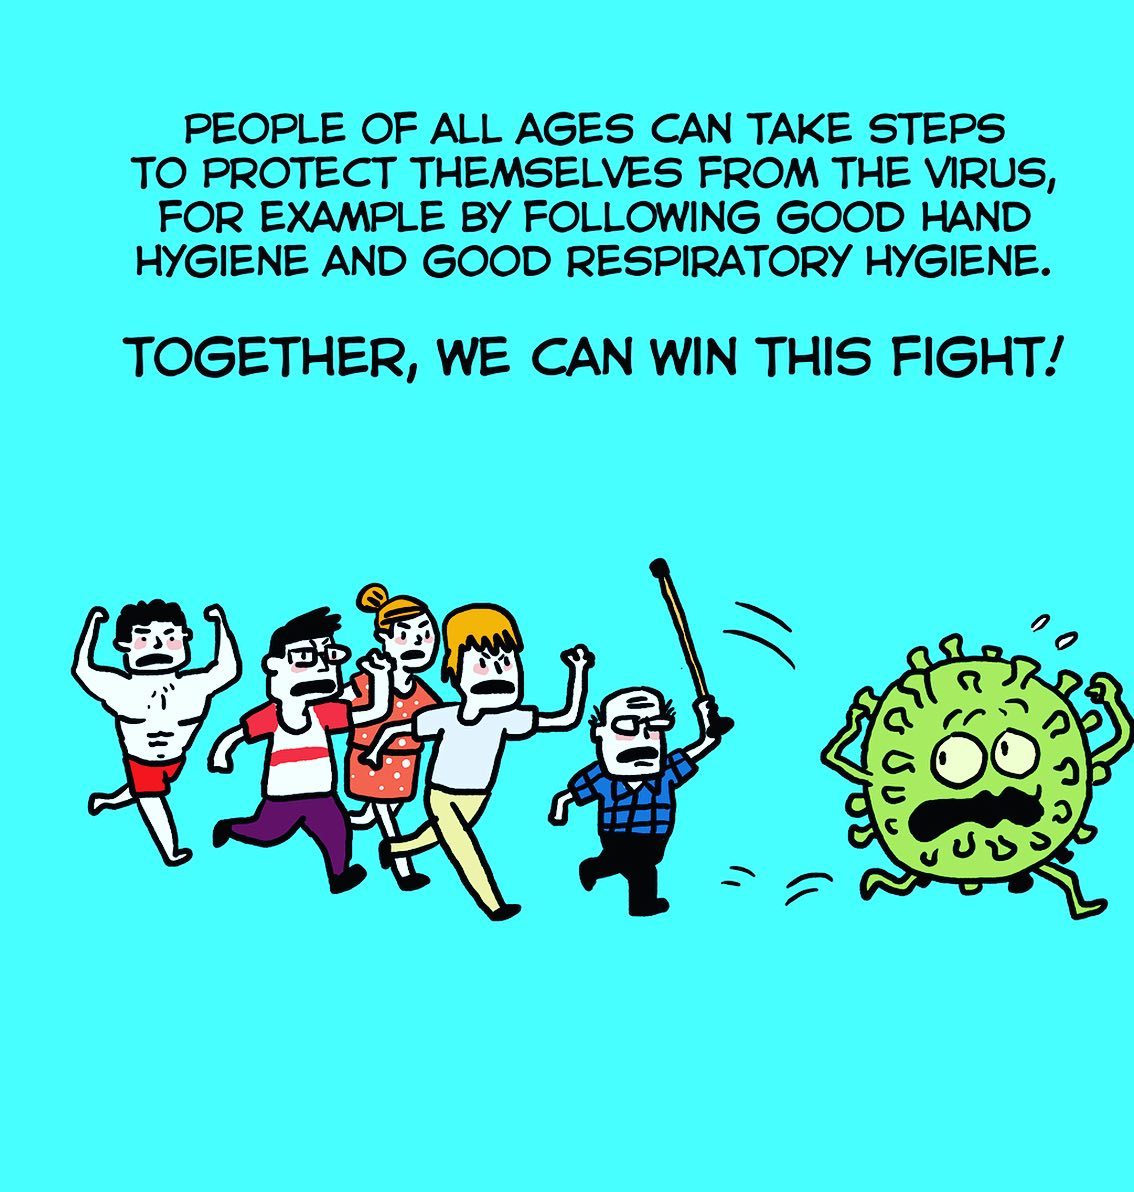 PEOPLE OF ALL AGES CAN TAKE STEPS
TO PROTECT THEMSELVES FROM THE VIRUS,
FOR EXAMPLE BY FOLLOWING GOOD HAND
HYGIENE AND GOOD RESPIRATORY HYGIENE.
TOGETHER, WE CAN WIN THIS FIGHT!